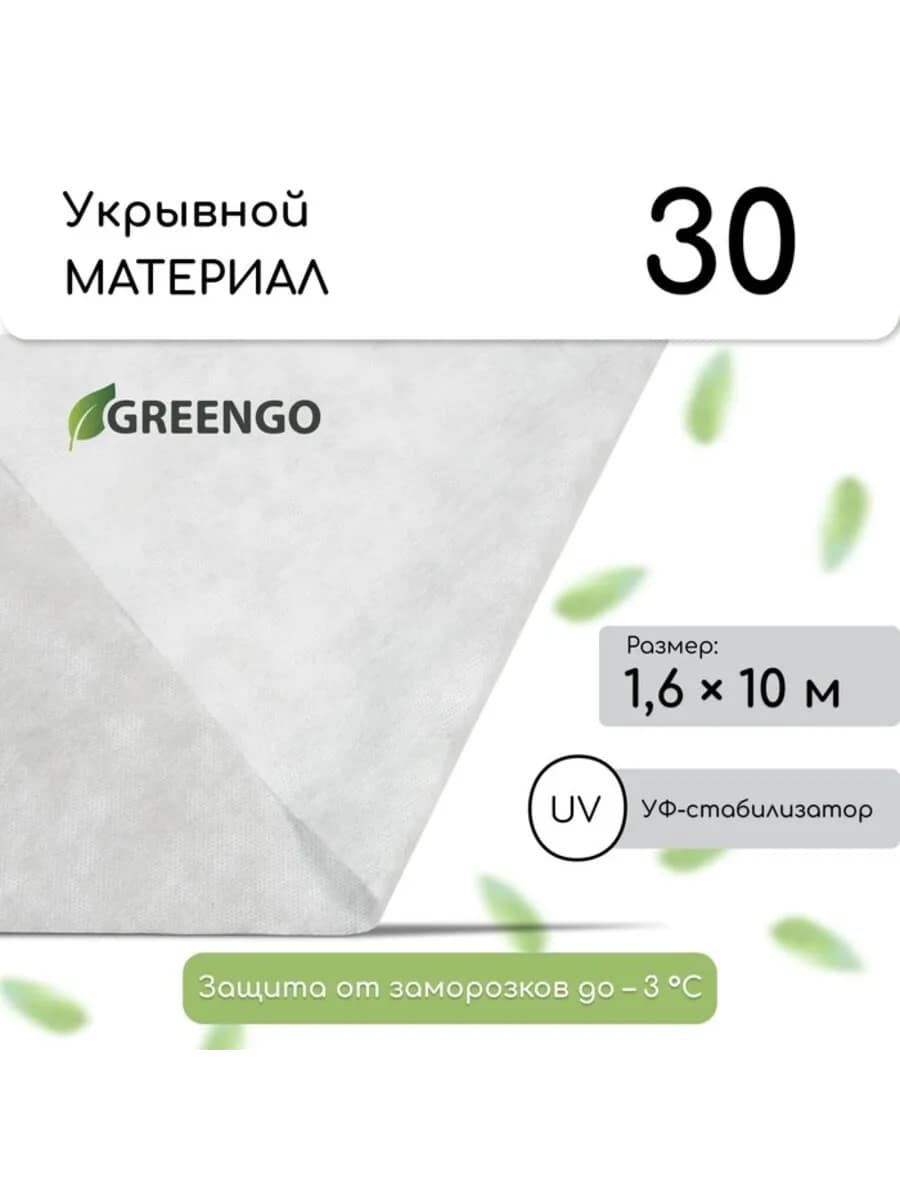 Укрывной
МАТЕРИАЛ
30
GREENGO
Размер:
1,6 × 10 м
UV
УФ-стабилизатор
Защита от заморозков до – 3 °C